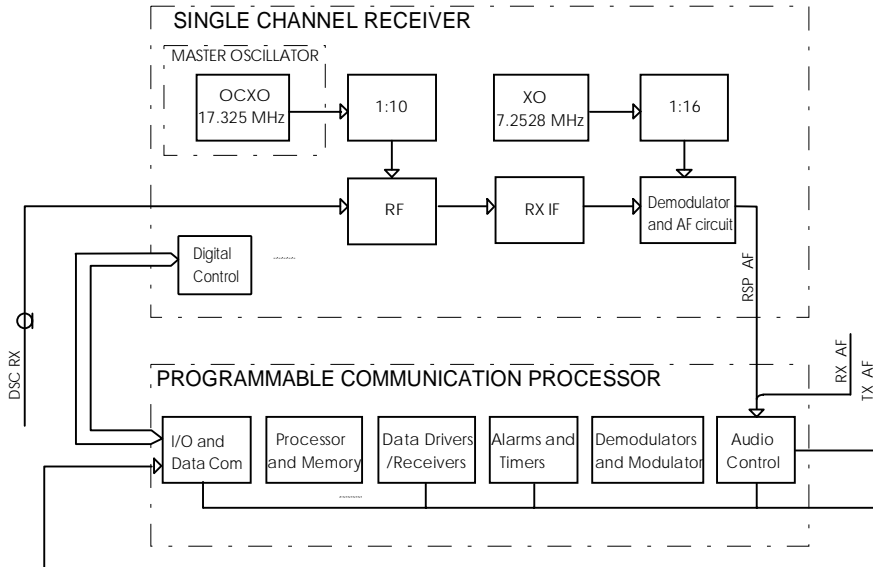 SINGLE CHANNEL RECEIVER
MASTER OSCILLATOR
OCXO
17.325 MHz
1:10
XO
7.2528 MHz
1:16
RF
RX IF
Demodulator
and AF circuit
Digital
Control
DSC RX
RSP AF
RX AF
TX AF
PROGRAMMABLE COMMUNICATION PROCESSOR
I/O and
Data Com
Processor
and Memory
Data Drivers
/Receivers
Alarms and
Timers
Demodulators
and Modulator
Audio
Control